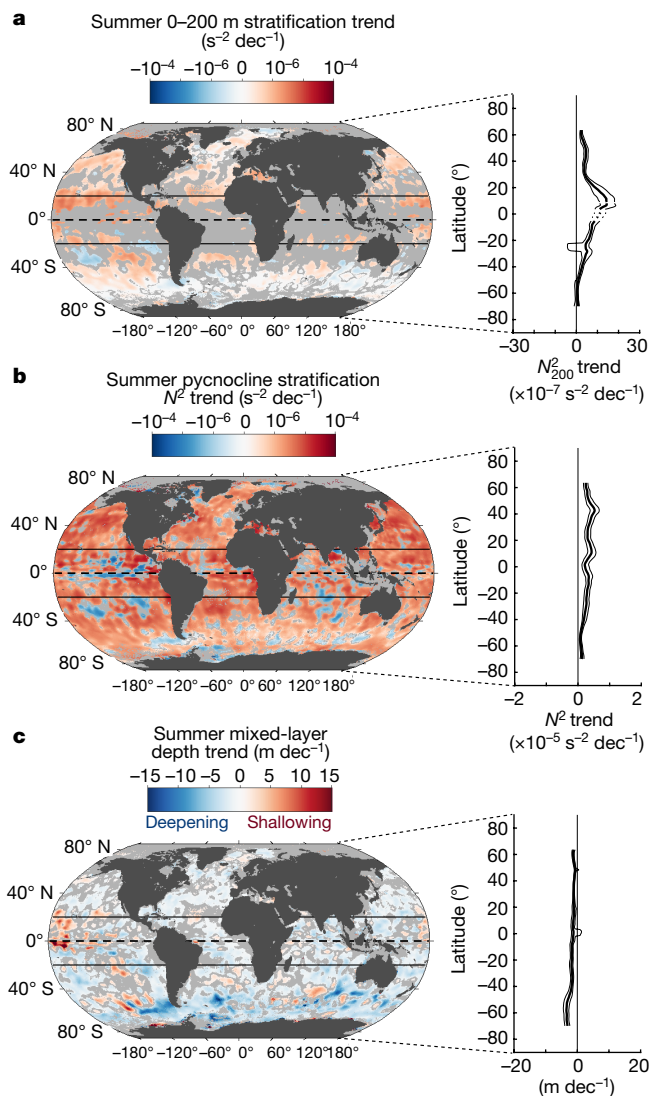 a
Summer 0–200 m stratification trend
(s⁻² dec⁻¹)
−10⁻⁴ −10⁻⁶ 0 10⁻⁶ 10⁻⁴
80° N
40° N
0°
40° S
80° S
−180° −120° −60° 0° 60° 120° 180°
Latitude (°)
80
60
40
20
0
−20
−40
−60
−80
−30 0 30
N²₂₀₀ trend
(×10⁻⁷ s⁻² dec⁻¹)
b
Summer pycnocline stratification
N² trend (s⁻² dec⁻¹)
−10⁻⁴ −10⁻⁶ 0 10⁻⁶ 10⁻⁴
80° N
40° N
0°
40° S
80° S
−180° −120° −60° 0° 60° 120° 180°
Latitude (°)
80
60
40
20
0
−20
−40
−60
−80
−2 0 2
N² trend
(×10⁻⁵ s⁻² dec⁻¹)
c
Summer mixed-layer
depth trend (m dec⁻¹)
−15 −10 −5 0 5 10 15
Deepening Shallowing
80° N
40° N
0°
40° S
80° S
−180° −120° −60° 0° 60° 120° 180°
Latitude (°)
80
60
40
20
0
−20
−40
−60
−80
−20 0 20
(m dec⁻¹)